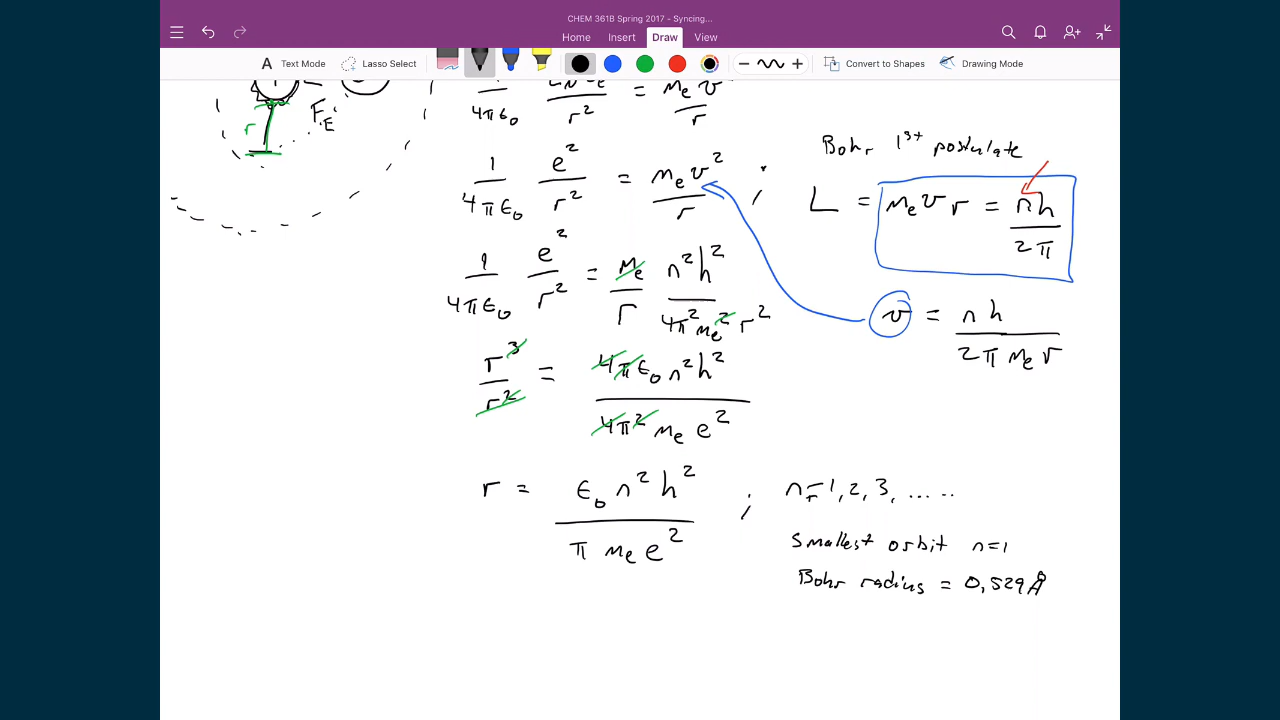 CHEM 361B Spring 2017 - Syncing...
Home Insert Draw View
Text Mode Lasso Select Convert to Shapes Drawing Mode
r F_E
1/4πε₀ e²/r² = mₑv²/r ;
Bohr 1st postulate
L = mₑvr = nh/2π
1/4πε₀ e²/r² = mₑ/r n²h²/4π²mₑ²r²
v = nh/2πmₑr
r³/r² = 4πε₀n²h²/4π²mₑe²
r = ε₀n²h²/πmₑe² ; n = 1, 2, 3, .....
Smallest orbit n=1
Bohr radius = 0,529 Å